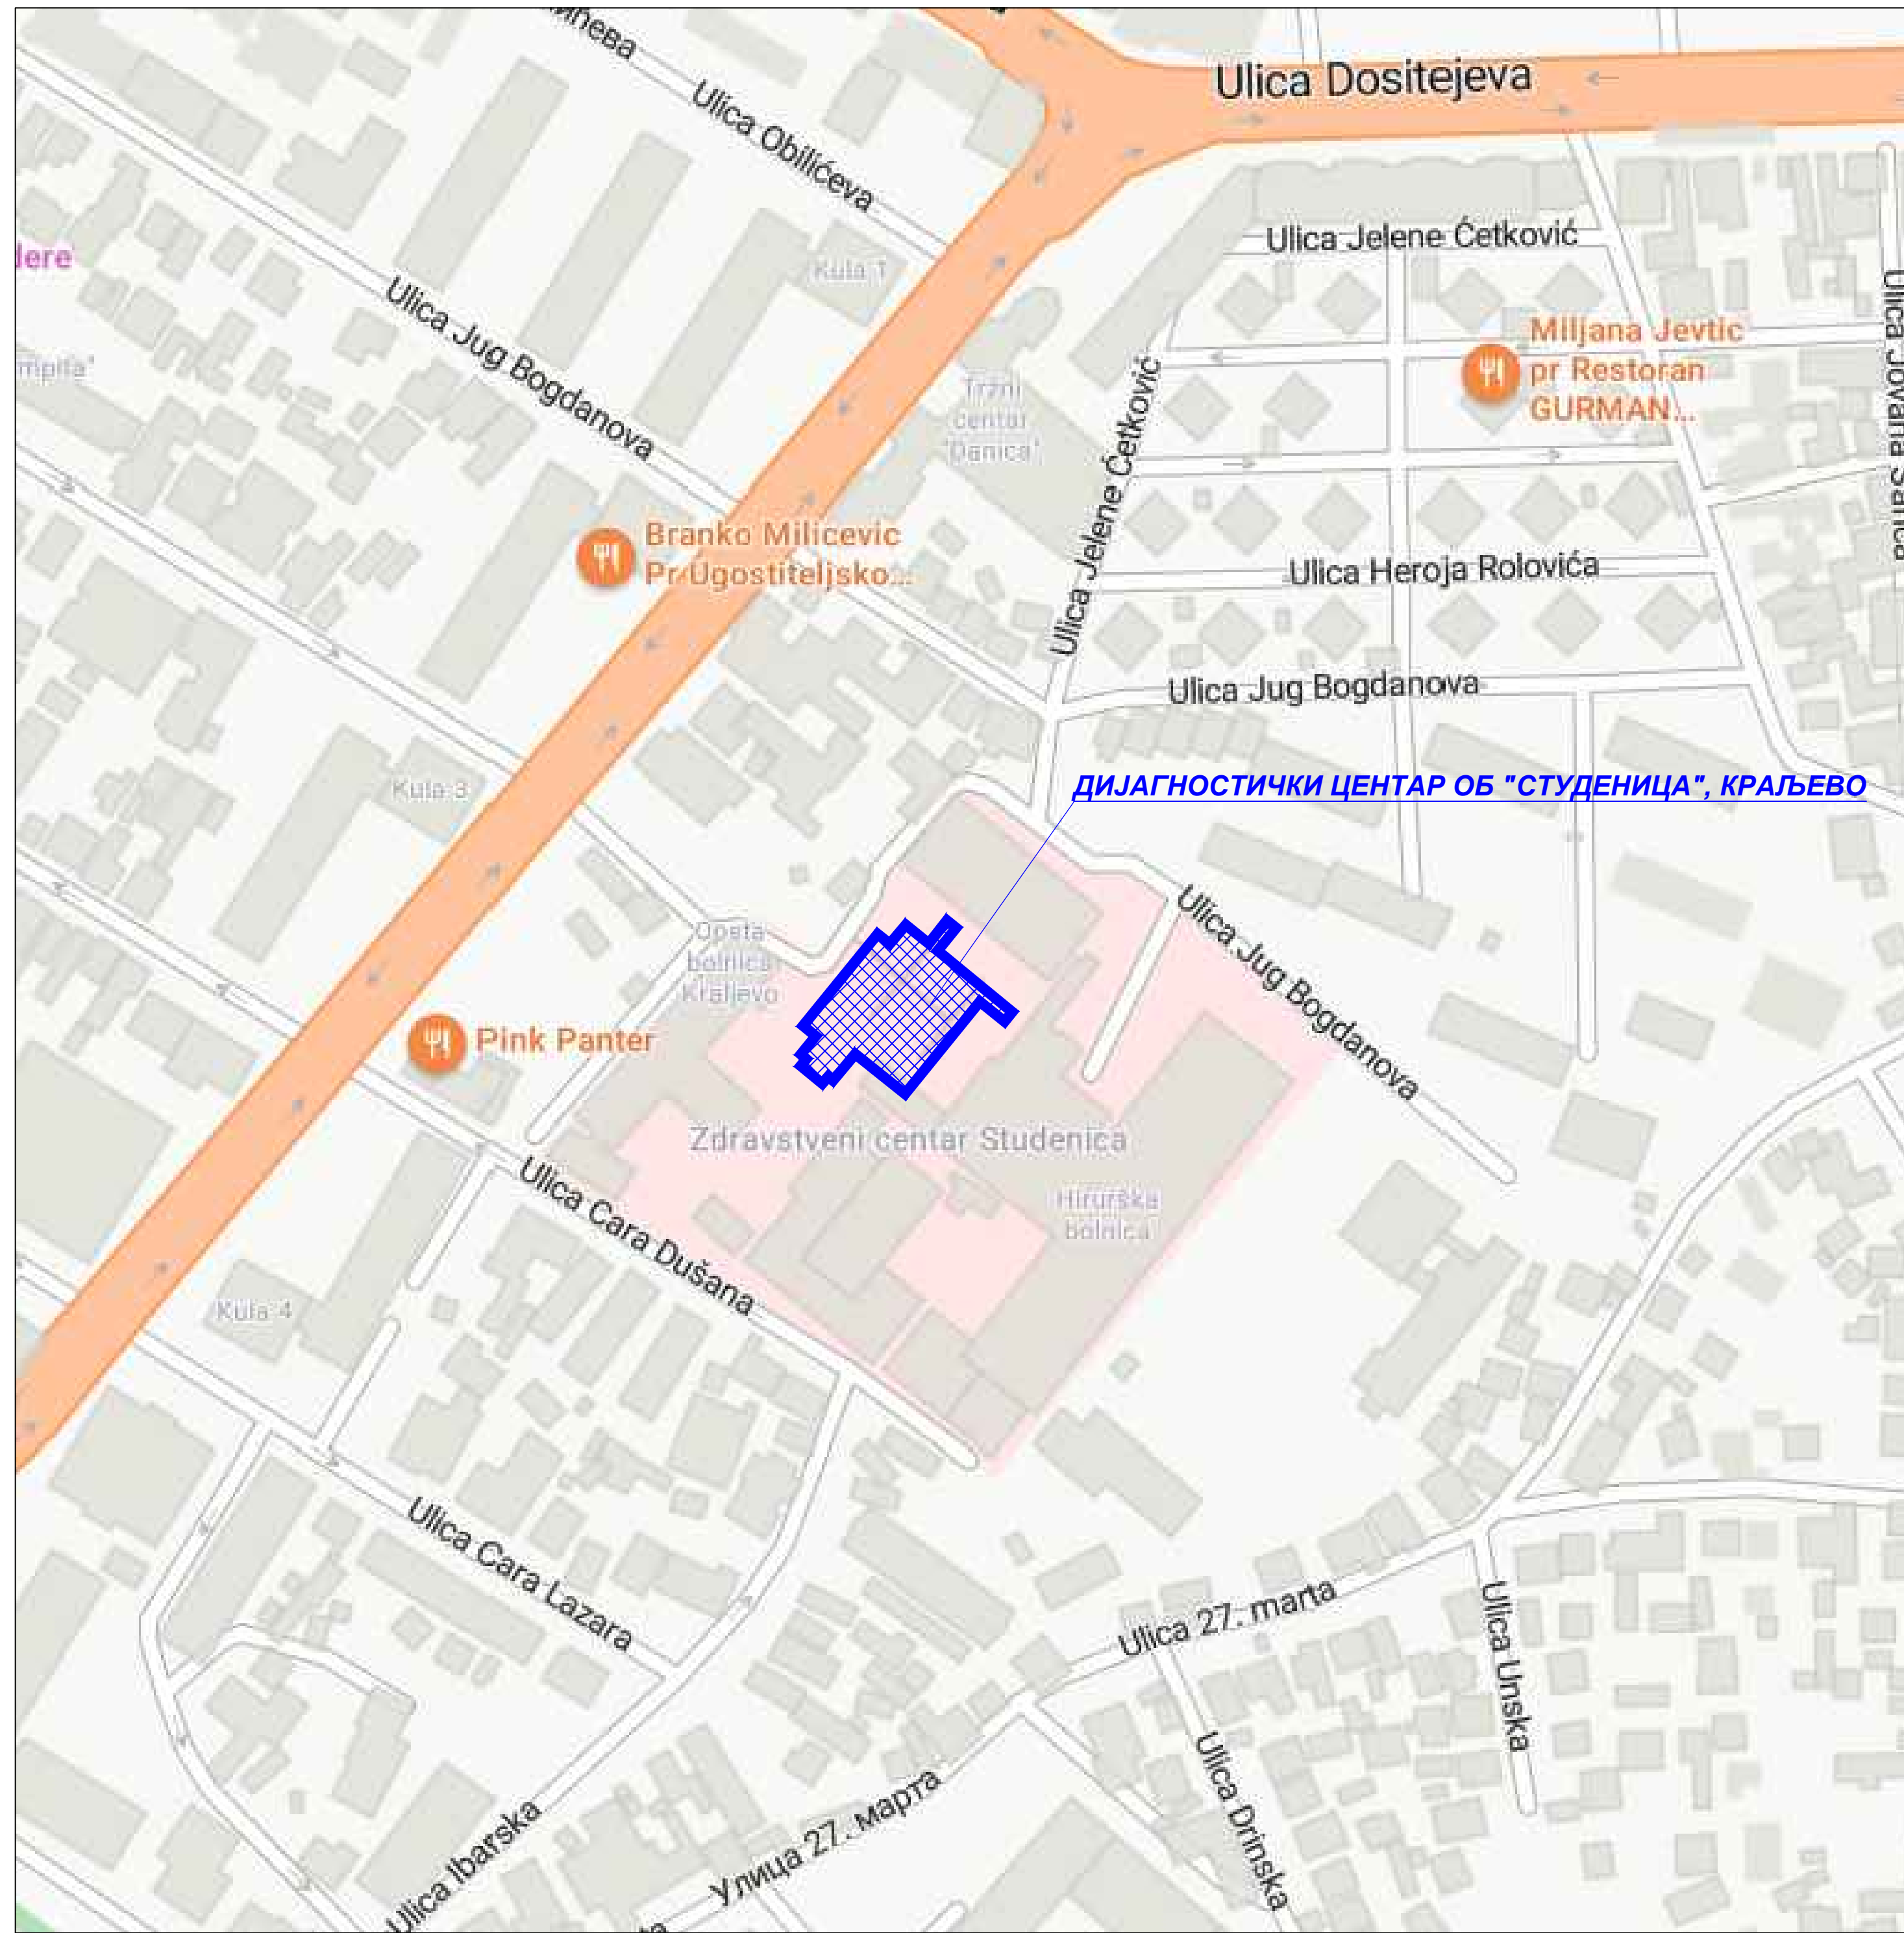 Ulica Dositejeva
Ulica Obilićeva
Ulica Jelene Ćetković
dere
Kula 1
Ulica Jug Bogdanova
Miljana Jevtic
pr Restoran
GURMAN...
Tržni
centar
"Danica"
Ulica Jelene Ćetković
Branko Milicevic
Pr Ugostiteljsko...
Ulica Heroja Rolovića
Ulica Jug Bogdanova
Kula 3
ДИЈАГНОСТИЧКИ ЦЕНТАР ОБ "СТУДЕНИЦА", КРАЉЕВО
Opsta
bolnica
Kraljevo
Ulica Jug Bogdanova
Pink Panter
Zdravstveni centar Studenica
Hirurška
bolnica
Ulica Cara Dušana
Kula 4
Ulica Cara Lazara
Ulica 27. marta
Ulica Unska
Ulica Drinska
Улица 27. марта
Ulica Ibarska